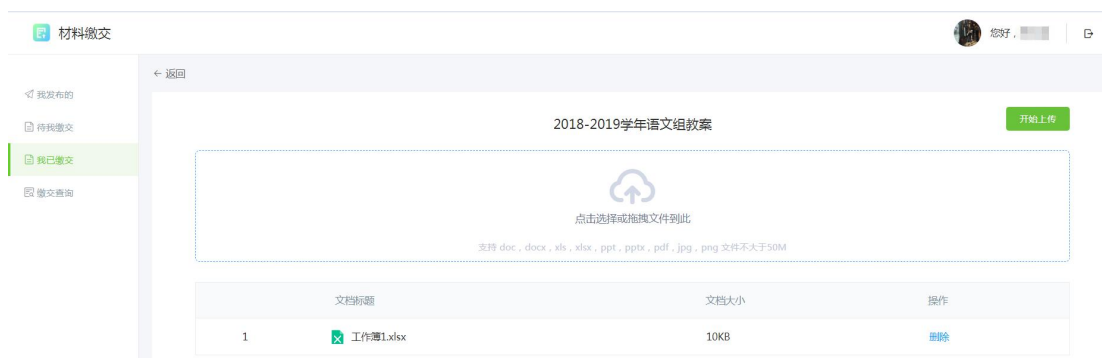 材料缴交
您好，
← 返回
我发布的
待我缴交
我已缴交
缴交查询
2018-2019学年语文组教案
开始上传
点击选择或拖拽文件到此
支持 doc，docx，xls，xlsx，ppt，pptx，pdf，jpg，png 文件不大于50M
文档标题 文档大小 操作
1 工作簿1.xlsx 10KB 删除